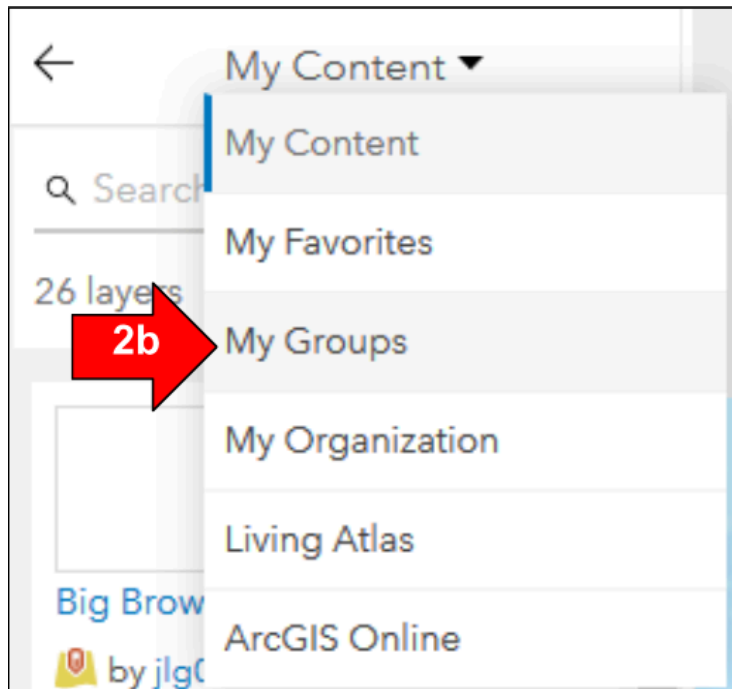 My Content
My Content
Search
My Favorites
26 layers
2b
My Groups
My Organization
Living Atlas
Big Brow
ArcGIS Online
by jlg